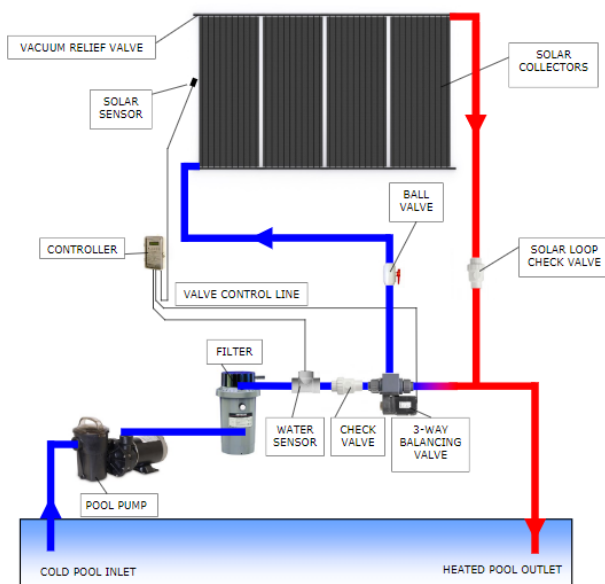 VACUUM RELIEF VALVE
SOLAR
COLLECTORS
SOLAR
SENSOR
BALL
VALVE
CONTROLLER
SOLAR LOOP
CHECK VALVE
VALVE CONTROL LINE
FILTER
WATER
SENSOR
CHECK
VALVE
3-WAY
BALANCING
VALVE
POOL PUMP
COLD POOL INLET
HEATED POOL OUTLET